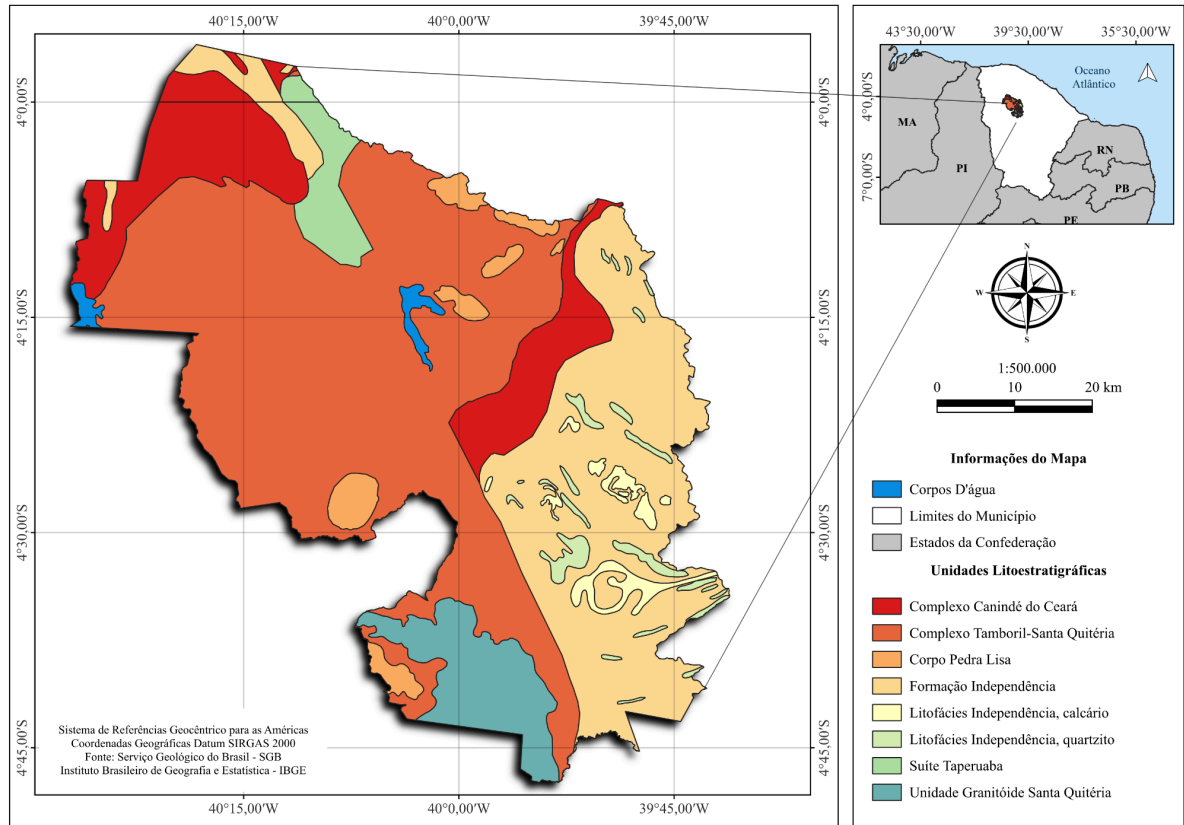 40°15,00'W 40°0,00'W 39°45,00'W
4°0,00'S
4°15,00'S
4°30,00'S
4°45,00'S
4°0,00'S
4°15,00'S
4°30,00'S
4°45,00'S
40°15,00'W 40°0,00'W 39°45,00'W
Sistema de Referências Geocêntrico para as Américas
Coordenadas Geográficas Datum SIRGAS 2000
Fonte: Serviço Geológico do Brasil - SGB
Instituto Brasileiro de Geografia e Estatística - IBGE
43°30,00'W 39°30,00'W 35°30,00'W
4°0,00'S
7°0,00'S
4°0,00'S
7°0,00'S
Oceano
Atlântico
MA
PI
RN
PB
PE
N
W E
S
1:500.000
0 10 20 km
Informações do Mapa
Corpos D'água
Limites do Município
Estados da Confederação
Unidades Litoestratigráficas
Complexo Canindé do Ceará
Complexo Tamboril-Santa Quitéria
Corpo Pedra Lisa
Formação Independência
Litofácies Independência, calcário
Litofácies Independência, quartzito
Suíte Taperuaba
Unidade Granitóide Santa Quitéria